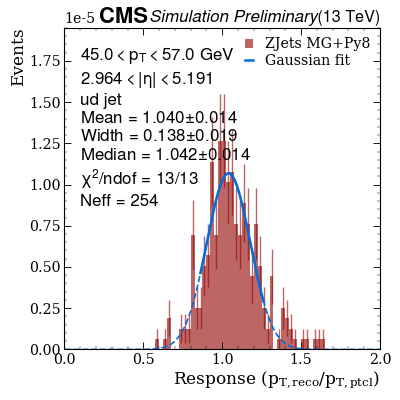 1e-5 CMS Simulation Preliminary (13 TeV)
Events
45.0 < p_T < 57.0 GeV
2.964 < |η| < 5.191
ud jet
Mean = 1.040±0.014
Width = 0.138±0.019
Median = 1.042±0.014
χ²/ndof = 13/13
Neff = 254
ZJets MG+Py8
Gaussian fit
1.75
1.50
1.25
1.00
0.75
0.50
0.25
0.00
0.0 0.5 1.0 1.5 2.0
Response (p_T,reco/p_T,ptcl)